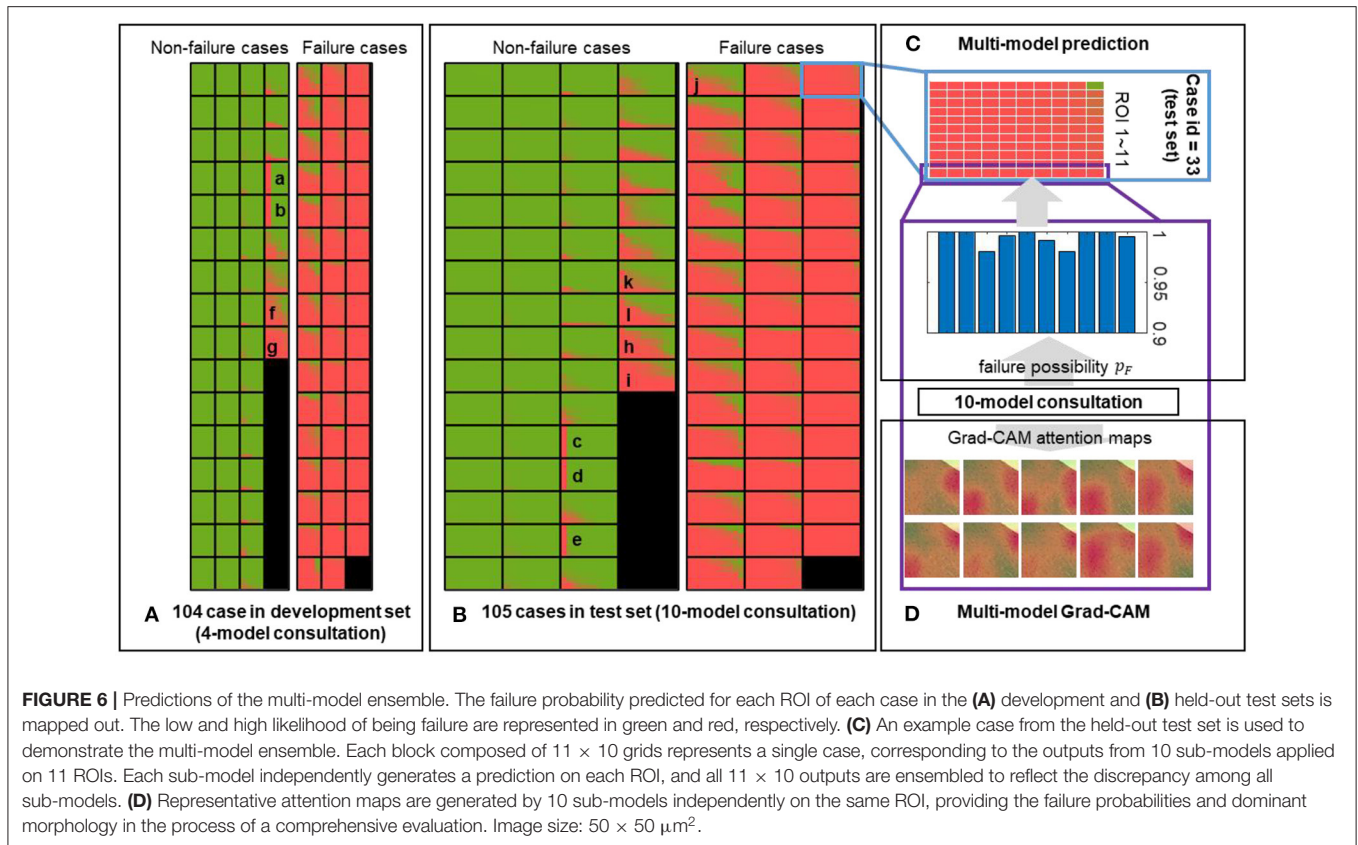 Non-failure cases Failure cases
a
b
f
g
A 104 case in development set
(4-model consultation)
Non-failure cases Failure cases
j
k
l
h
i
c
d
e
B 105 cases in test set (10-model consultation)
C Multi-model prediction
Case id = 33
(test set)
ROI 1~11
1
0.95
0.9
failure possibility p_F
10-model consultation
Grad-CAM attention maps
D Multi-model Grad-CAM
FIGURE 6 | Predictions of the multi-model ensemble. The failure probability predicted for each ROI of each case in the (A) development and (B) held-out test sets is
mapped out. The low and high likelihood of being failure are represented in green and red, respectively. (C) An example case from the held-out test set is used to
demonstrate the multi-model ensemble. Each block composed of 11 × 10 grids represents a single case, corresponding to the outputs from 10 sub-models applied
on 11 ROIs. Each sub-model independently generates a prediction on each ROI, and all 11 × 10 outputs are ensembled to reflect the discrepancy among all
sub-models. (D) Representative attention maps are generated by 10 sub-models independently on the same ROI, providing the failure probabilities and dominant
morphology in the process of a comprehensive evaluation. Image size: 50 × 50 μm².